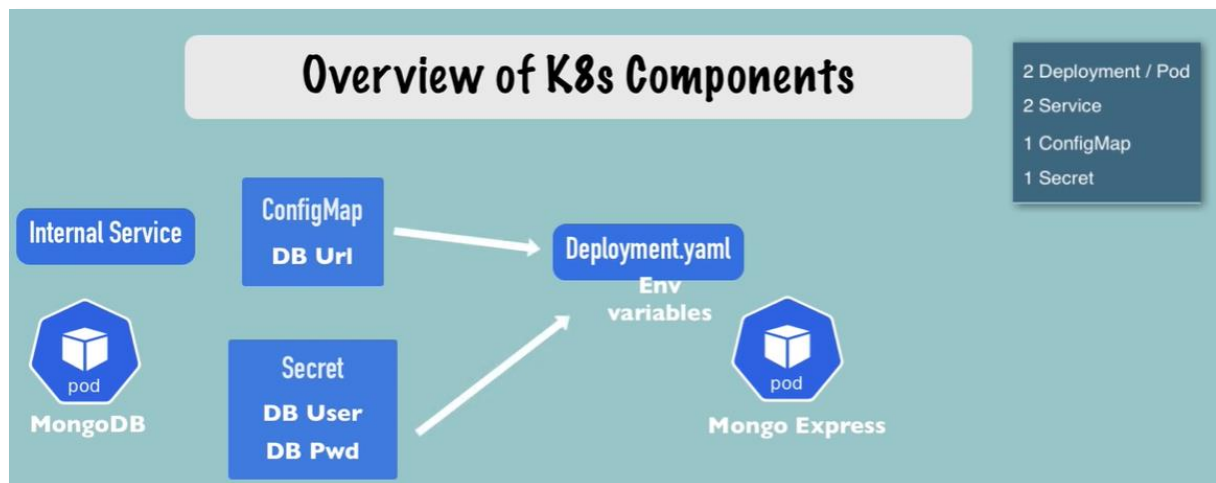 Overview of K8s Components
2 Deployment / Pod
2 Service
1 ConfigMap
1 Secret
Internal Service
pod
MongoDB
ConfigMap
DB Url
Secret
DB User
DB Pwd
Deployment.yaml
Env
variables
pod
Mongo Express